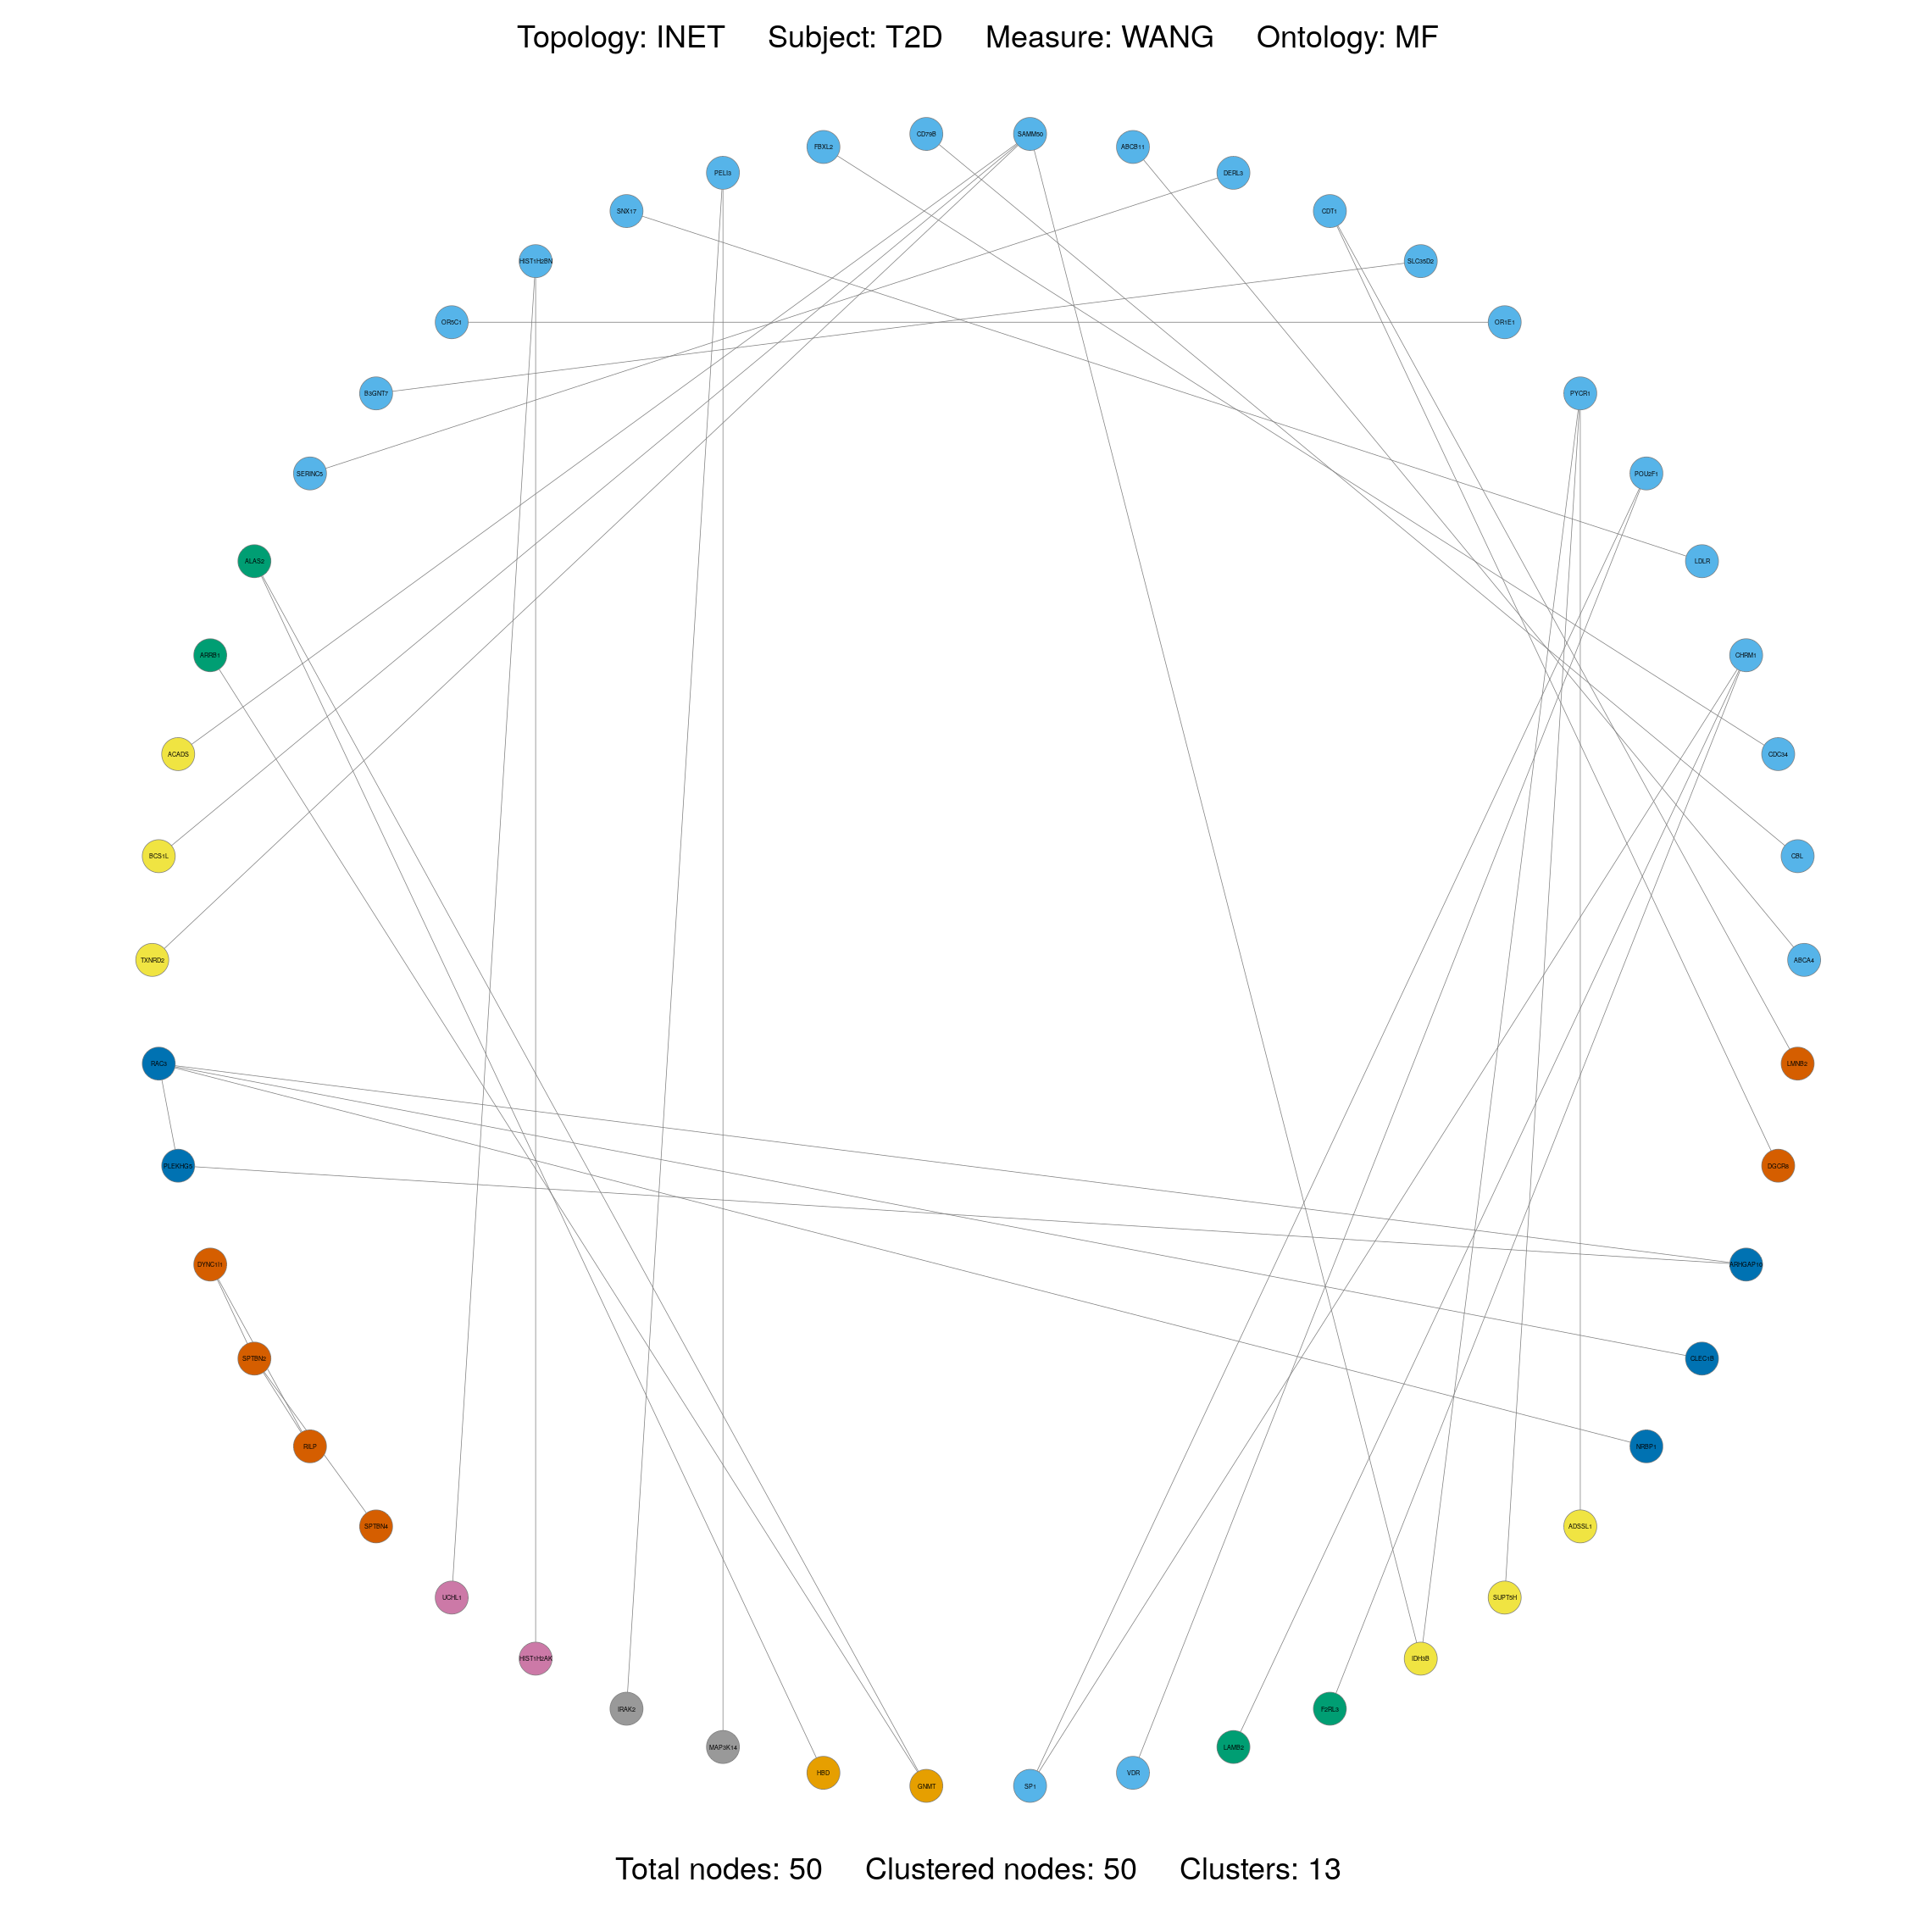 Topology: INET Subject: T2D Measure: WANG Ontology: MF
CD79B
SAMM50
FBXL2
ABCB11
PELI3
DERL3
SNX17
CDT1
HIST1H2BN
SLC35D2
OR5C1
OR1E1
B3GNT7
PYCR1
SERINC5
POU2F1
ALAS2
LDLR
ARRB1
CHRM1
ACADS
CDC34
BCS1L
CBL
TXNRD2
ABCA4
RAC3
LMNB2
PLEKHG5
DGCR8
DYNC1I1
ARHGAP10
SPTBN2
CLEC1B
RILP
NRBP1
SPTBN4
ADSSL1
UCHL1
SUPT5H
HIST1H2AK
IDH3B
IRAK2
F2RL3
MAP3K14
LAMB2
HBD
VDR
GNMT
SP1
Total nodes: 50 Clustered nodes: 50 Clusters: 13